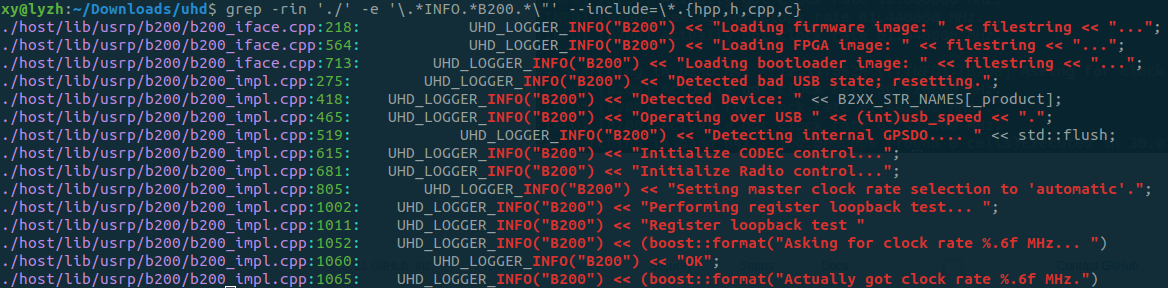 xy@lyzh:~/Downloads/uhd$ grep -rin './' -e '\.*INFO.*B200.*\"' --include=\*.{hpp,h,cpp,c}
./host/lib/usrp/b200/b200_iface.cpp:218:            UHD_LOGGER_INFO("B200") << "Loading firmware image: " << filestring << "...";
./host/lib/usrp/b200/b200_iface.cpp:564:            UHD_LOGGER_INFO("B200") << "Loading FPGA image: " << filestring << "...";
./host/lib/usrp/b200/b200_iface.cpp:713:        UHD_LOGGER_INFO("B200") << "Loading bootloader image: " << filestring << "...";
./host/lib/usrp/b200/b200_impl.cpp:275:        UHD_LOGGER_INFO("B200") << "Detected bad USB state; resetting.";
./host/lib/usrp/b200/b200_impl.cpp:418:    UHD_LOGGER_INFO("B200") << "Detected Device: " << B2XX_STR_NAMES[_product];
./host/lib/usrp/b200/b200_impl.cpp:465:    UHD_LOGGER_INFO("B200") << "Operating over USB " << (int)usb_speed << ".";
./host/lib/usrp/b200/b200_impl.cpp:519:            UHD_LOGGER_INFO("B200") << "Detecting internal GPSDO.... " << std::flush;
./host/lib/usrp/b200/b200_impl.cpp:615:    UHD_LOGGER_INFO("B200") << "Initialize CODEC control...";
./host/lib/usrp/b200/b200_impl.cpp:681:    UHD_LOGGER_INFO("B200") << "Initialize Radio control...";
./host/lib/usrp/b200/b200_impl.cpp:805:        UHD_LOGGER_INFO("B200") << "Setting master clock rate selection to 'automatic'.";
./host/lib/usrp/b200/b200_impl.cpp:1002:    UHD_LOGGER_INFO("B200") << "Performing register loopback test... ";
./host/lib/usrp/b200/b200_impl.cpp:1011:    UHD_LOGGER_INFO("B200") << "Register loopback test "
./host/lib/usrp/b200/b200_impl.cpp:1052:    UHD_LOGGER_INFO("B200") << (boost::format("Asking for clock rate %.6f MHz... ")
./host/lib/usrp/b200/b200_impl.cpp:1060:    UHD_LOGGER_INFO("B200") << "OK";
./host/lib/usrp/b200/b200_impl.cpp:1065:    UHD_LOGGER_INFO("B200") << (boost::format("Actually got clock rate %.6f MHz.")